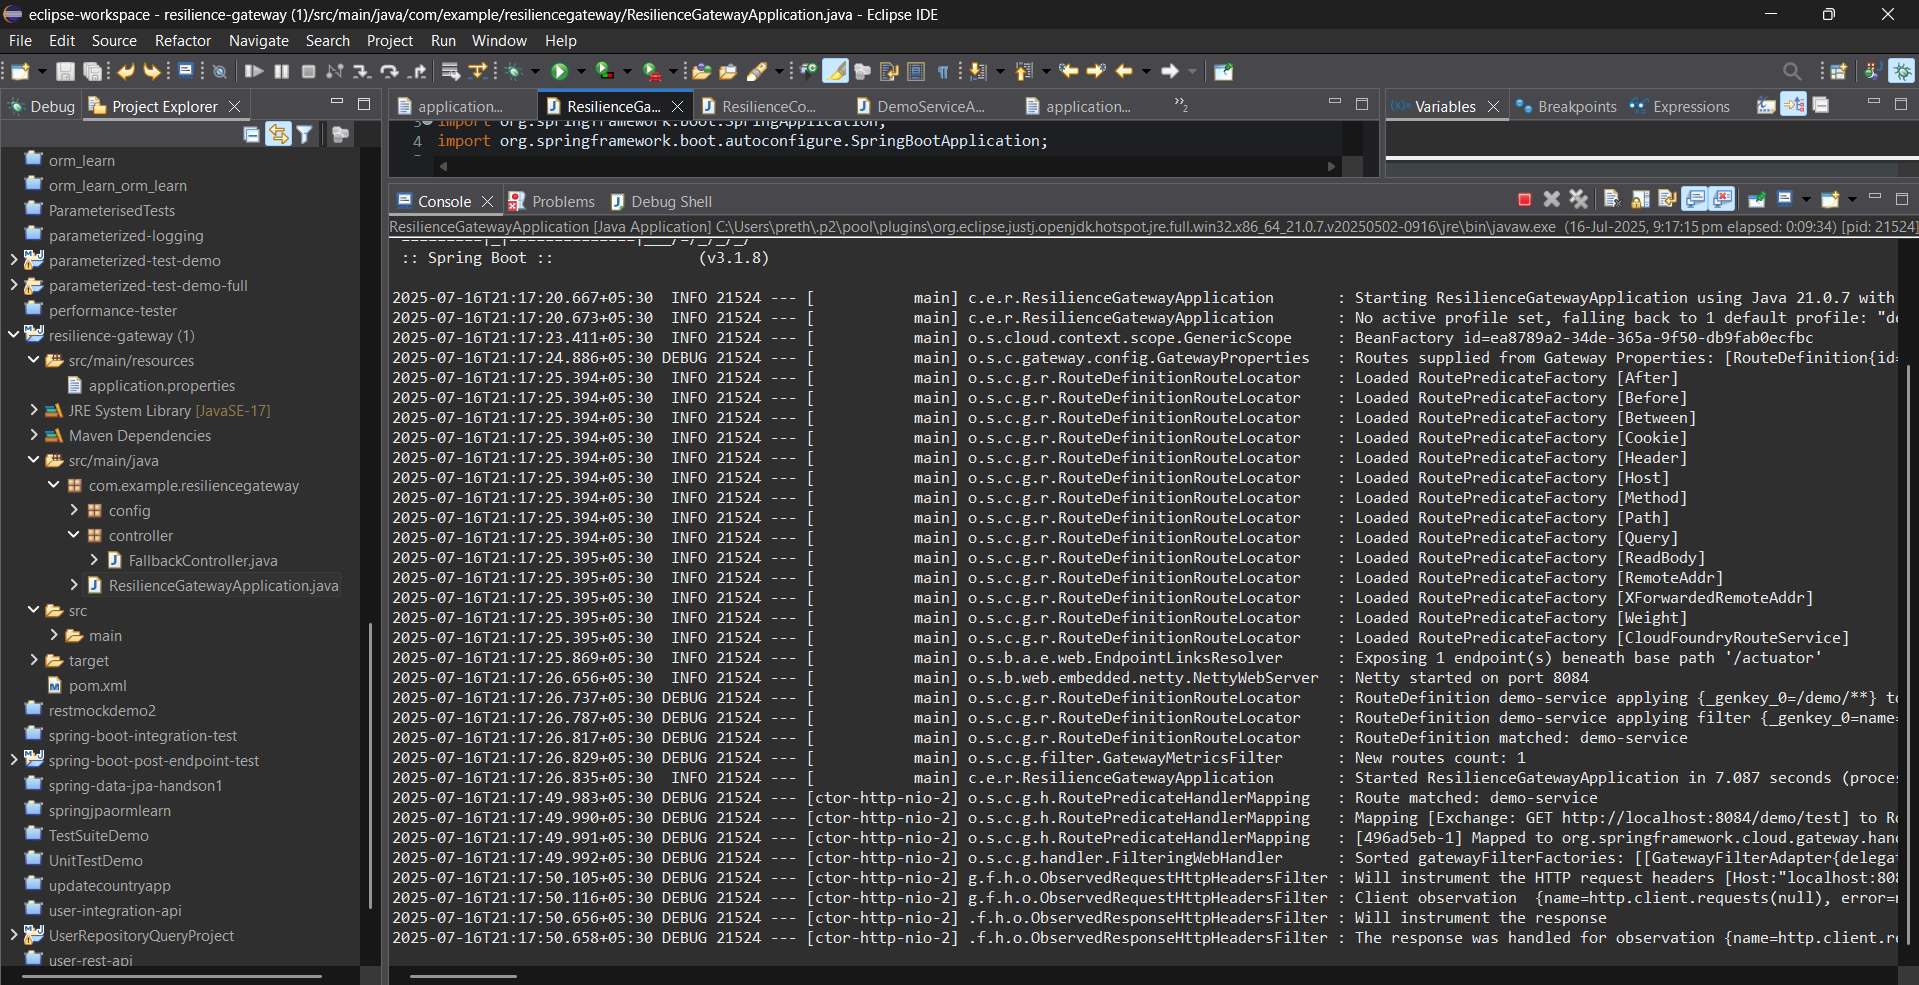 eclipse-workspace - resilience-gateway (1)/src/main/java/com/example/resiliencegateway/ResilienceGatewayApplication.java - Eclipse IDE
File Edit Source Refactor Navigate Search Project Run Window Help
Debug Project Explorer
application... ResilienceGa... ResilienceCo... DemoServiceA... application... »2
Variables Breakpoints Expressions
3 import org.springframework.boot.SpringApplication;
4 import org.springframework.boot.autoconfigure.SpringBootApplication;
orm_learn
orm_learn_orm_learn
ParameterisedTests
parameterized-logging
parameterized-test-demo
parameterized-test-demo-full
performance-tester
resilience-gateway (1)
src/main/resources
application.properties
JRE System Library [JavaSE-17]
Maven Dependencies
src/main/java
com.example.resiliencegateway
config
controller
FallbackController.java
ResilienceGatewayApplication.java
src
main
target
pom.xml
restmockdemo2
spring-boot-integration-test
spring-boot-post-endpoint-test
spring-data-jpa-handson1
springjpaormlearn
TestSuiteDemo
UnitTestDemo
updatecountryapp
user-integration-api
UserRepositoryQueryProject
user-rest-api
Console Problems Debug Shell
ResilienceGatewayApplication [Java Application] C:\Users\preth\.p2\pool\plugins\org.eclipse.justj.openjdk.hotspot.jre.full.win32.x86_64_21.0.7.v20250502-0916\jre\bin\javaw.exe (16-Jul-2025, 9:17:15 pm elapsed: 0:09:34) [pid: 21524]
=========|_|==============|___/=/_/_/_/
:: Spring Boot :: (v3.1.8)
2025-07-16T21:17:20.667+05:30 INFO 21524 --- [ main] c.e.r.ResilienceGatewayApplication : Starting ResilienceGatewayApplication using Java 21.0.7 with
2025-07-16T21:17:20.673+05:30 INFO 21524 --- [ main] c.e.r.ResilienceGatewayApplication : No active profile set, falling back to 1 default profile: "de
2025-07-16T21:17:23.411+05:30 INFO 21524 --- [ main] o.s.cloud.context.scope.GenericScope : BeanFactory id=ea8789a2-34de-365a-9f50-db9fab0ecfbc
2025-07-16T21:17:24.886+05:30 DEBUG 21524 --- [ main] o.s.c.gateway.config.GatewayProperties : Routes supplied from Gateway Properties: [RouteDefinition{id=
2025-07-16T21:17:25.394+05:30 INFO 21524 --- [ main] o.s.c.g.r.RouteDefinitionRouteLocator : Loaded RoutePredicateFactory [After]
2025-07-16T21:17:25.394+05:30 INFO 21524 --- [ main] o.s.c.g.r.RouteDefinitionRouteLocator : Loaded RoutePredicateFactory [Before]
2025-07-16T21:17:25.394+05:30 INFO 21524 --- [ main] o.s.c.g.r.RouteDefinitionRouteLocator : Loaded RoutePredicateFactory [Between]
2025-07-16T21:17:25.394+05:30 INFO 21524 --- [ main] o.s.c.g.r.RouteDefinitionRouteLocator : Loaded RoutePredicateFactory [Cookie]
2025-07-16T21:17:25.394+05:30 INFO 21524 --- [ main] o.s.c.g.r.RouteDefinitionRouteLocator : Loaded RoutePredicateFactory [Header]
2025-07-16T21:17:25.394+05:30 INFO 21524 --- [ main] o.s.c.g.r.RouteDefinitionRouteLocator : Loaded RoutePredicateFactory [Host]
2025-07-16T21:17:25.394+05:30 INFO 21524 --- [ main] o.s.c.g.r.RouteDefinitionRouteLocator : Loaded RoutePredicateFactory [Method]
2025-07-16T21:17:25.394+05:30 INFO 21524 --- [ main] o.s.c.g.r.RouteDefinitionRouteLocator : Loaded RoutePredicateFactory [Path]
2025-07-16T21:17:25.394+05:30 INFO 21524 --- [ main] o.s.c.g.r.RouteDefinitionRouteLocator : Loaded RoutePredicateFactory [Query]
2025-07-16T21:17:25.395+05:30 INFO 21524 --- [ main] o.s.c.g.r.RouteDefinitionRouteLocator : Loaded RoutePredicateFactory [ReadBody]
2025-07-16T21:17:25.395+05:30 INFO 21524 --- [ main] o.s.c.g.r.RouteDefinitionRouteLocator : Loaded RoutePredicateFactory [RemoteAddr]
2025-07-16T21:17:25.395+05:30 INFO 21524 --- [ main] o.s.c.g.r.RouteDefinitionRouteLocator : Loaded RoutePredicateFactory [XForwardedRemoteAddr]
2025-07-16T21:17:25.395+05:30 INFO 21524 --- [ main] o.s.c.g.r.RouteDefinitionRouteLocator : Loaded RoutePredicateFactory [Weight]
2025-07-16T21:17:25.395+05:30 INFO 21524 --- [ main] o.s.c.g.r.RouteDefinitionRouteLocator : Loaded RoutePredicateFactory [CloudFoundryRouteService]
2025-07-16T21:17:25.869+05:30 INFO 21524 --- [ main] o.s.b.a.e.web.EndpointLinksResolver : Exposing 1 endpoint(s) beneath base path '/actuator'
2025-07-16T21:17:26.656+05:30 INFO 21524 --- [ main] o.s.b.web.embedded.netty.NettyWebServer : Netty started on port 8084
2025-07-16T21:17:26.737+05:30 DEBUG 21524 --- [ main] o.s.c.g.r.RouteDefinitionRouteLocator : RouteDefinition demo-service applying {_genkey_0=/demo/**} to
2025-07-16T21:17:26.787+05:30 DEBUG 21524 --- [ main] o.s.c.g.r.RouteDefinitionRouteLocator : RouteDefinition demo-service applying filter {_genkey_0=name=
2025-07-16T21:17:26.817+05:30 DEBUG 21524 --- [ main] o.s.c.g.r.RouteDefinitionRouteLocator : RouteDefinition matched: demo-service
2025-07-16T21:17:26.829+05:30 DEBUG 21524 --- [ main] o.s.c.g.filter.GatewayMetricsFilter : New routes count: 1
2025-07-16T21:17:26.835+05:30 INFO 21524 --- [ main] c.e.r.ResilienceGatewayApplication : Started ResilienceGatewayApplication in 7.087 seconds (proces
2025-07-16T21:17:49.983+05:30 DEBUG 21524 --- [ctor-http-nio-2] o.s.c.g.h.RoutePredicateHandlerMapping : Route matched: demo-service
2025-07-16T21:17:49.990+05:30 DEBUG 21524 --- [ctor-http-nio-2] o.s.c.g.h.RoutePredicateHandlerMapping : Mapping [Exchange: GET http://localhost:8084/demo/test] to Ro
2025-07-16T21:17:49.991+05:30 DEBUG 21524 --- [ctor-http-nio-2] o.s.c.g.h.RoutePredicateHandlerMapping : [496ad5eb-1] Mapped to org.springframework.cloud.gateway.hand
2025-07-16T21:17:49.992+05:30 DEBUG 21524 --- [ctor-http-nio-2] o.s.c.g.handler.FilteringWebHandler : Sorted gatewayFilterFactories: [[GatewayFilterAdapter{delegat
2025-07-16T21:17:50.105+05:30 DEBUG 21524 --- [ctor-http-nio-2] g.f.h.o.ObservedRequestHttpHeadersFilter : Will instrument the HTTP request headers [Host:"localhost:808
2025-07-16T21:17:50.116+05:30 DEBUG 21524 --- [ctor-http-nio-2] g.f.h.o.ObservedRequestHttpHeadersFilter : Client observation {name=http.client.requests(null), error=n
2025-07-16T21:17:50.656+05:30 DEBUG 21524 --- [ctor-http-nio-2] .f.h.o.ObservedResponseHttpHeadersFilter : Will instrument the response
2025-07-16T21:17:50.658+05:30 DEBUG 21524 --- [ctor-http-nio-2] .f.h.o.ObservedResponseHttpHeadersFilter : The response was handled for observation {name=http.client.re